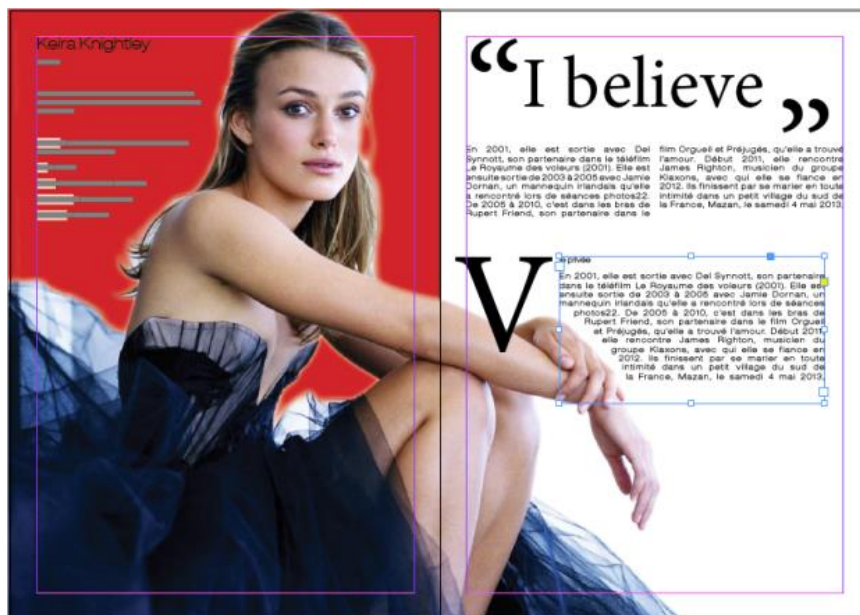 Keira Knightley
“I believe”
En 2001, elle est sortie avec Del
Synnott, son partenaire dans le téléfilm
Le Royaume des voleurs (2001). Elle est
ensuite sortie de 2003 à 2005 avec Jamie
Dornan, un mannequin irlandais qu'elle
a rencontré lors de séances photos22.
De 2005 à 2010, c'est dans les bras de
Rupert Friend, son partenaire dans le
film Orgueil et Préjugés, qu'elle a trouvé
l'amour. Début 2011, elle rencontre
James Righton, musicien du groupe
Klaxons, avec qui elle se fiance en
2012. Ils finissent par se marier en toute
intimité dans un petit village du sud de
la France, Mazan, le samedi 4 mai 2013.
V
ie privée
En 2001, elle est sortie avec Del Synnott, son partenaire
dans le téléfilm Le Royaume des voleurs (2001). Elle est
ensuite sortie de 2003 à 2005 avec Jamie Dornan, un
mannequin irlandais qu'elle a rencontré lors de séances
photos22. De 2005 à 2010, c'est dans les bras de
Rupert Friend, son partenaire dans le film Orgueil
et Préjugés, qu'elle a trouvé l'amour. Début 2011,
elle rencontre James Righton, musicien du
groupe Klaxons, avec qui elle se fiance en
2012. Ils finissent par se marier en toute
intimité dans un petit village du sud de
la France, Mazan, le samedi 4 mai 2013.